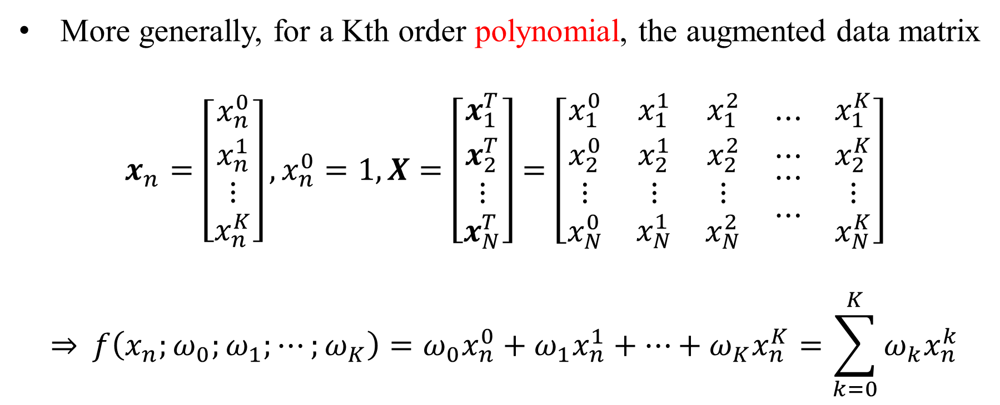 • More generally, for a Kth order polynomial, the augmented data matrix
$\boldsymbol{x}_n = \begin{bmatrix} x_n^0 \\ x_n^1 \\ \vdots \\ x_n^K \end{bmatrix}, x_n^0 = 1, \boldsymbol{X} = \begin{bmatrix} \boldsymbol{x}_1^T \\ \boldsymbol{x}_2^T \\ \vdots \\ \boldsymbol{x}_N^T \end{bmatrix} = \begin{bmatrix} x_1^0 & x_1^1 & x_1^2 & \cdots & x_1^K \\ x_2^0 & x_2^1 & x_2^2 & \cdots & x_2^K \\ \vdots & \vdots & \vdots & \cdots & \vdots \\ x_N^0 & x_N^1 & x_N^2 & \cdots & x_N^K \end{bmatrix}$
$\Rightarrow f(x_n; \omega_0; \omega_1; \cdots; \omega_K) = \omega_0 x_n^0 + \omega_1 x_n^1 + \cdots + \omega_K x_n^K = \sum_{k=0}^{K} \omega_k x_n^k$